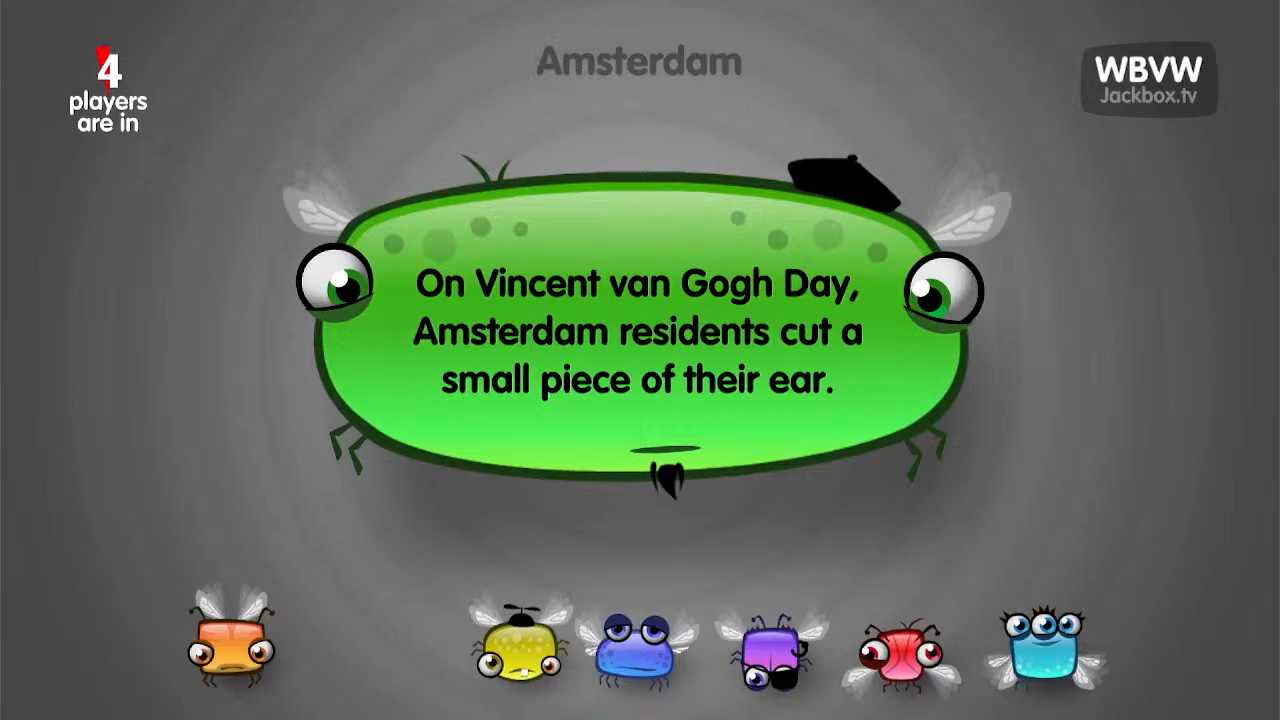 4
players
are in
Amsterdam
WBVW
Jackbox.tv
On Vincent van Gogh Day,
Amsterdam residents cut a
small piece of their ear.